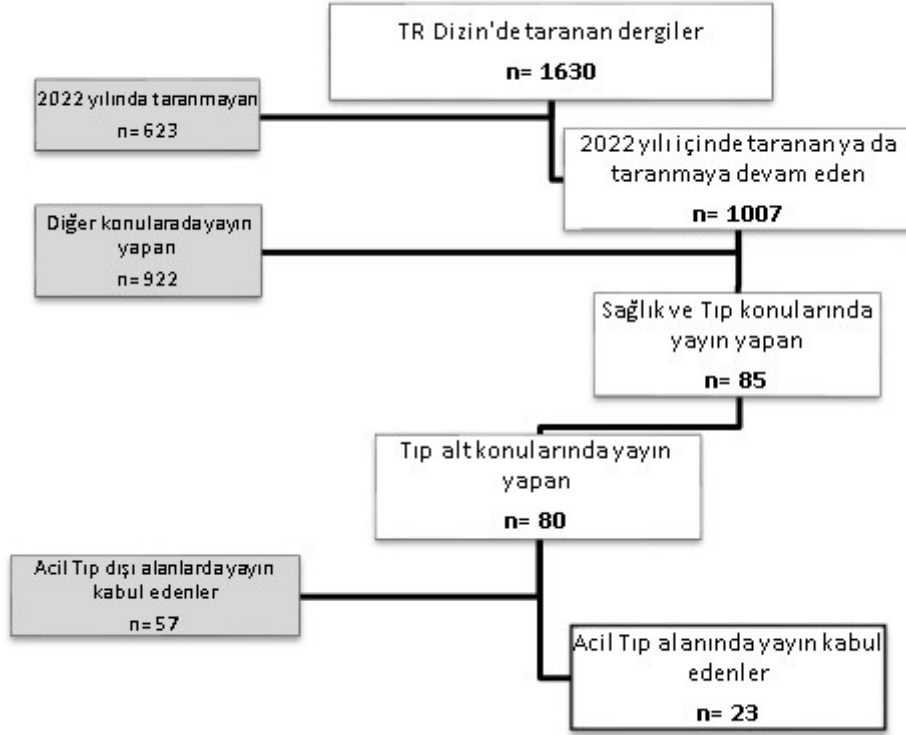 TR Dizin'de taranan dergiler
n= 1630
2022 yılında taranmayan
n=623
2022 yılı içinde taranan ya da
taranmaya devam eden
n= 1007
Diğer konularada yayın
yapan
n=922
Sağlık ve Tıp konularında
yayın yapan
n= 85
Tıp alt konularında yayın
yapan
n= 80
Acil Tıp dışı alanlarda yayın
kabul edenler
n=57
Acil Tıp alanında yayın kabul
edenler
n= 23